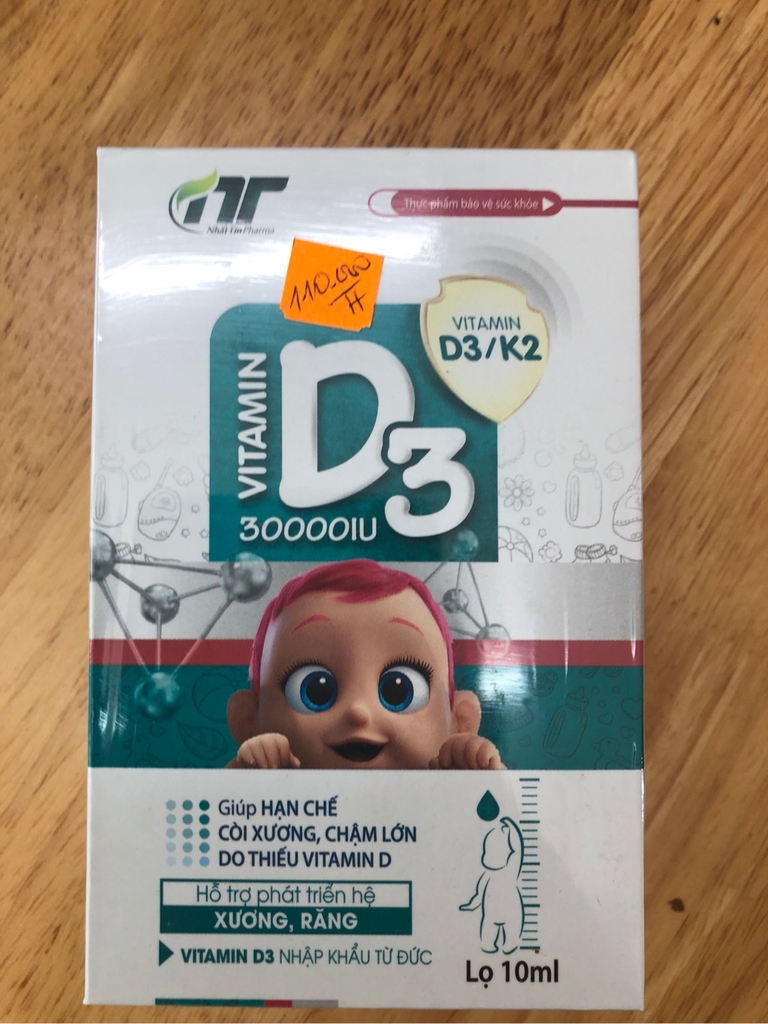 NT
Nhất Tín Pharma
Thực phẩm bảo vệ sức khỏe
110.000
VITAMIN
D3/K2
VITAMIN
D3
30000IU
Giúp HẠN CHẾ
CÒI XƯƠNG, CHẬM LỚN
DO THIẾU VITAMIN D
Hỗ trợ phát triển hệ
XƯƠNG, RĂNG
VITAMIN D3 NHẬP KHẨU TỪ ĐỨC
Lọ 10ml